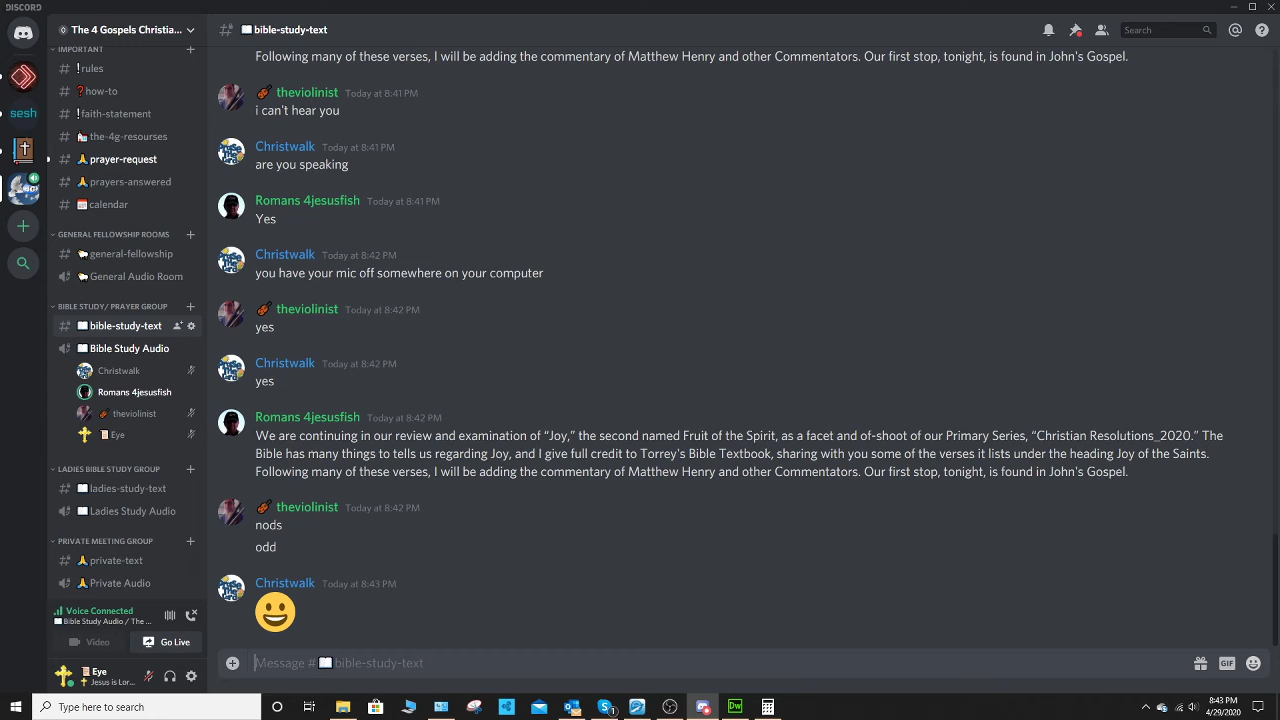 DISCORD
The 4 Gospels Christia...
bible-study-text
Search
IMPORTANT
rules
how-to
faith-statement
the-4g-resourses
prayer-request
prayers-answered
calendar
GENERAL FELLOWSHIP ROOMS
general-fellowship
General Audio Room
BIBLE STUDY/ PRAYER GROUP
bible-study-text
Bible Study Audio
Christwalk
Romans 4jesusfish
theviolinist
Eye
LADIES BIBLE STUDY GROUP
ladies-study-text
Ladies Study Audio
PRIVATE MEETING GROUP
private-text
Private Audio
Voice Connected
Bible Study Audio / The ...
Video
Go Live
Eye
Jesus is Lor...
sesh
Following many of these verses, I will be adding the commentary of Matthew Henry and other Commentators. Our first stop, tonight, is found in John's Gospel.
theviolinist Today at 8:41 PM
i can't hear you
Christwalk Today at 8:41 PM
are you speaking
Romans 4jesusfish Today at 8:41 PM
Yes
Christwalk Today at 8:42 PM
you have your mic off somewhere on your computer
theviolinist Today at 8:42 PM
yes
Christwalk Today at 8:42 PM
yes
Romans 4jesusfish Today at 8:42 PM
We are continuing in our review and examination of “Joy,” the second named Fruit of the Spirit, as a facet and of-shoot of our Primary Series, “Christian Resolutions_2020.” The
Bible has many things to tells us regarding Joy, and I give full credit to Torrey's Bible Textbook, sharing with you some of the verses it lists under the heading Joy of the Saints.
Following many of these verses, I will be adding the commentary of Matthew Henry and other Commentators. Our first stop, tonight, is found in John's Gospel.
theviolinist Today at 8:42 PM
nods
odd
Christwalk Today at 8:43 PM
Message # bible-study-text
GIF
Type here to search
Dw
8:43 PM
4/29/2020